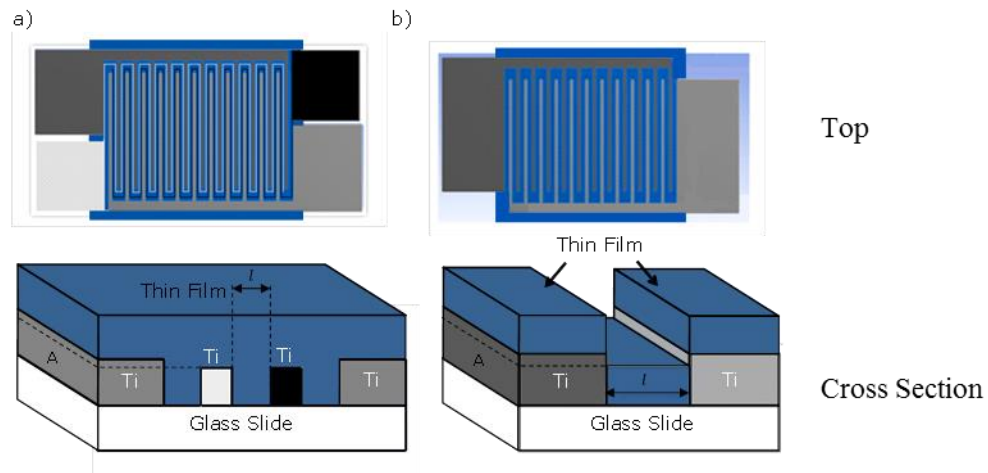 a)
b)
Top
Thin Film
l
Thin Film
A
Ti
Ti
Ti
Ti
Glass Slide
A
Ti
l
Ti
Glass Slide
Cross Section